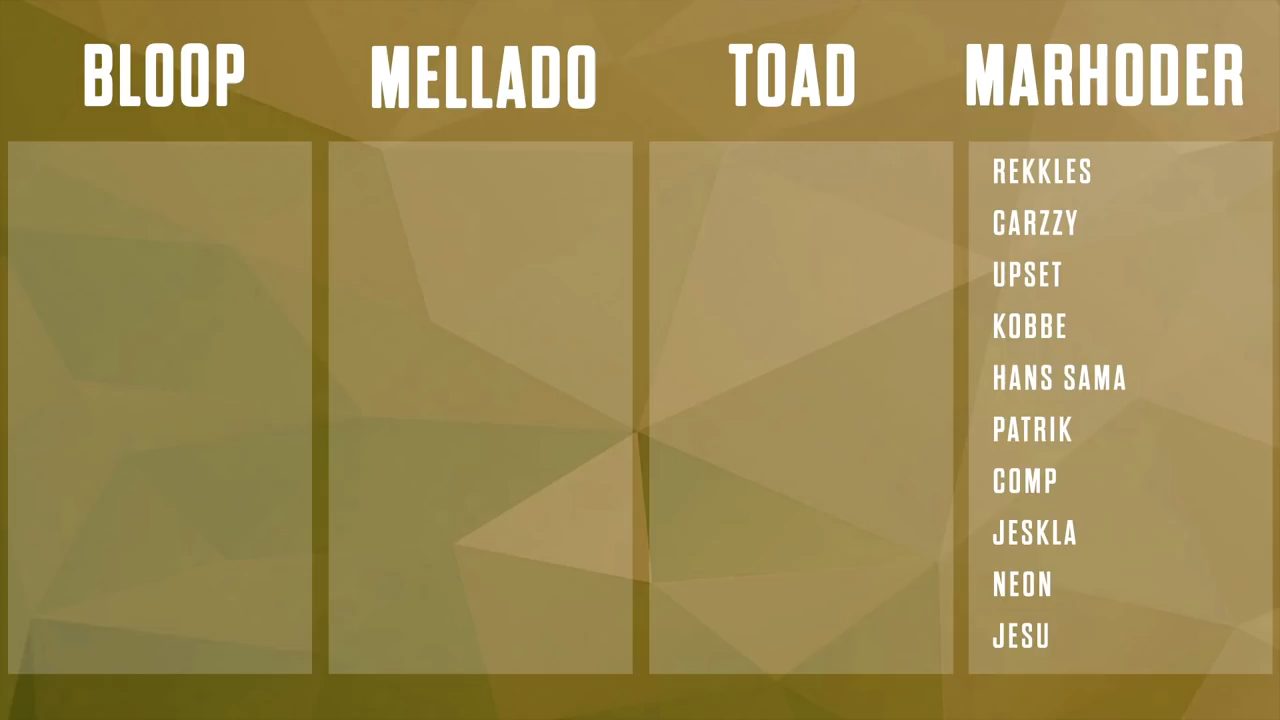 BLOOP
MELLADO
TOAD
MARHODER
REKKLES
CARZZY
UPSET
KOBBE
HANS SAMA
PATRIK
COMP
JESKLA
NEON
JESU